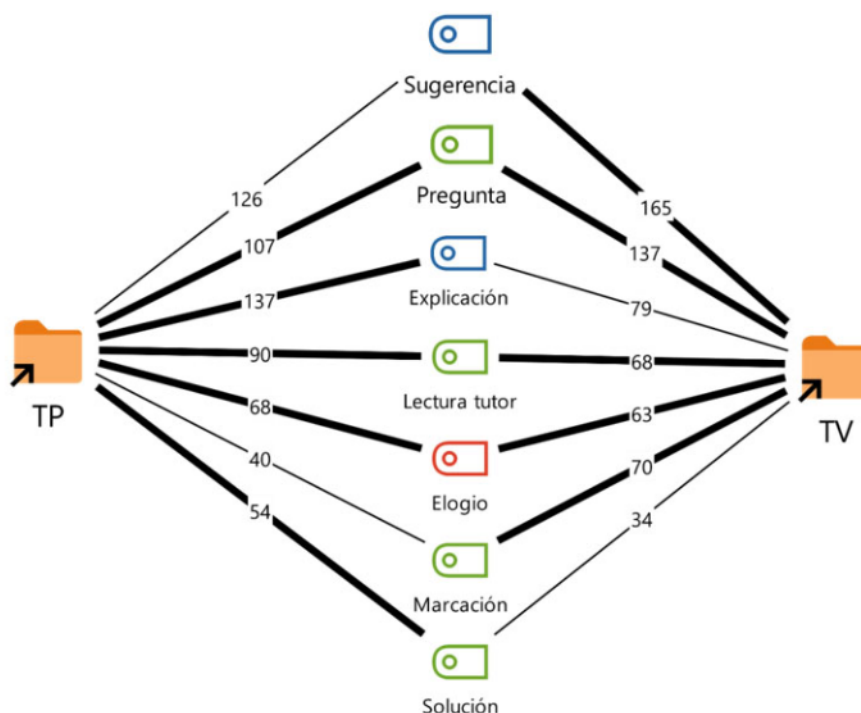 Sugerencia
126
165
Pregunta
107
137
Explicación
137
79
Lectura tutor
90
68
TP
TV
68
63
Elogio
40
70
Marcación
54
34
Solución